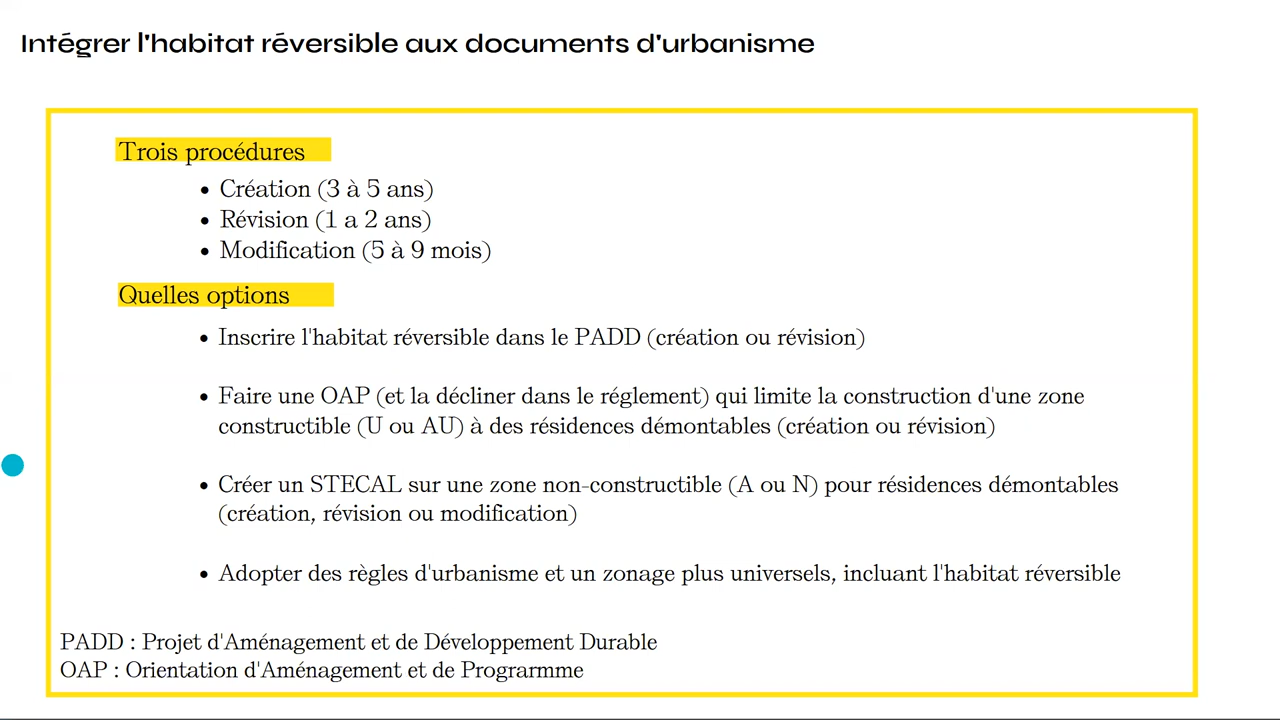 Intégrer l'habitat réversible aux documents d'urbanisme
Trois procédures
• Création (3 à 5 ans)
• Révision (1 a 2 ans)
• Modification (5 à 9 mois)
Quelles options
• Inscrire l'habitat réversible dans le PADD (création ou révision)
• Faire une OAP (et la décliner dans le réglement) qui limite la construction d'une zone
constructible (U ou AU) à des résidences démontables (création ou révision)
• Créer un STECAL sur une zone non-constructible (A ou N) pour résidences démontables
(création, révision ou modification)
• Adopter des règles d'urbanisme et un zonage plus universels, incluant l'habitat réversible
PADD : Projet d'Aménagement et de Développement Durable
OAP : Orientation d'Aménagement et de Prograrmme